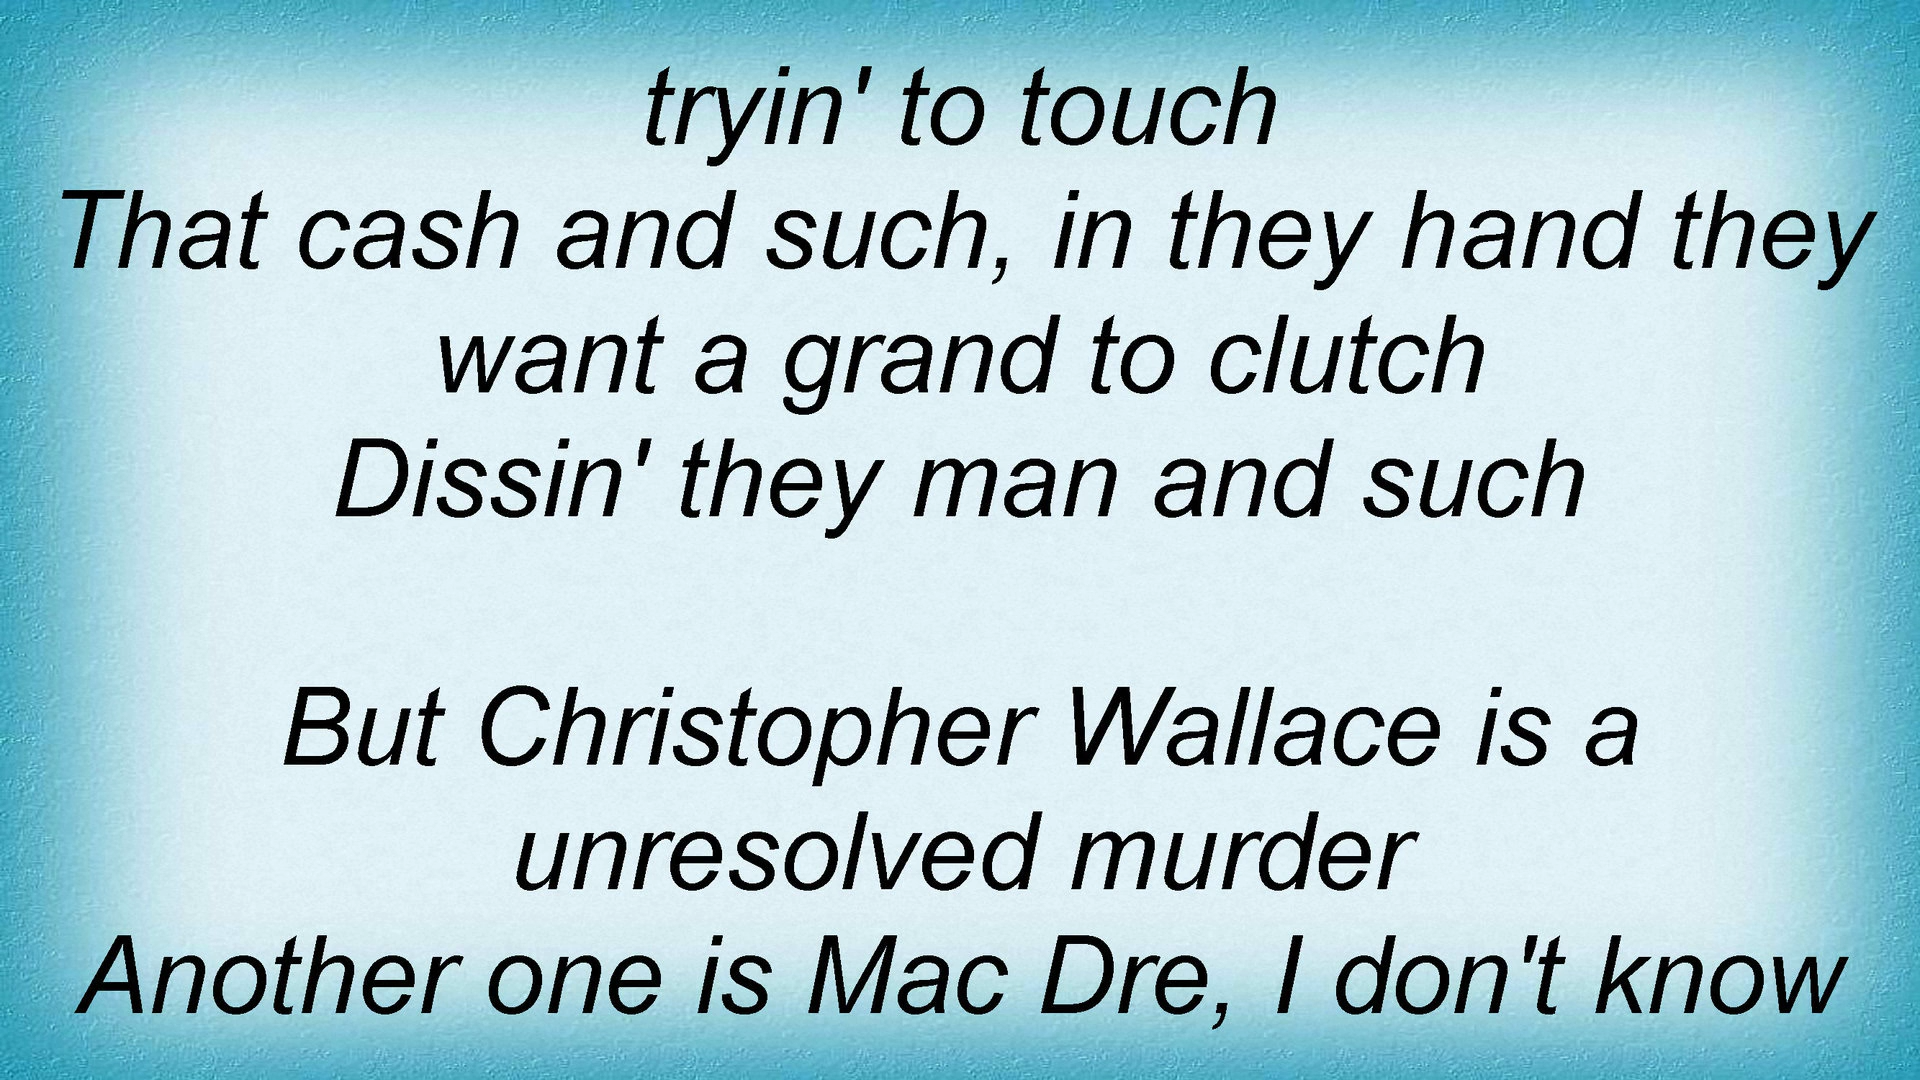 tryin' to touch
That cash and such, in they hand they
want a grand to clutch
Dissin' they man and such
But Christopher Wallace is a
unresolved murder
Another one is Mac Dre, I don't know